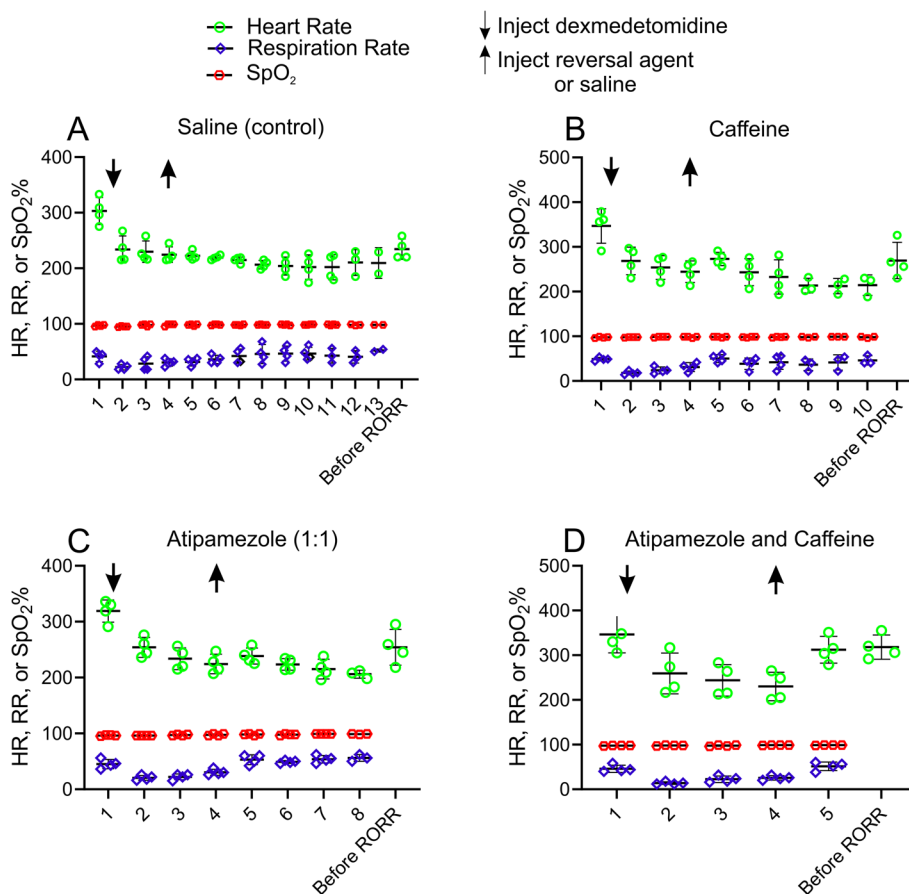 Heart Rate
Respiration Rate
SpO₂
Inject dexmedetomidine
Inject reversal agent
or saline
A
Saline (control)
HR, RR, or SpO₂%
400
300
200
100
0
1
2
3
4
5
6
7
8
9
10
11
12
13
Before RORR
B
Caffeine
HR, RR, or SpO₂%
500
400
300
200
100
0
1
2
3
4
5
6
7
8
9
10
Before RORR
C
Atipamezole (1:1)
HR, RR, or SpO₂%
400
300
200
100
0
1
2
3
4
5
6
7
8
Before RORR
D
Atipamezole and Caffeine
HR, RR, or SpO₂%
500
400
300
200
100
0
1
2
3
4
5
Before RORR